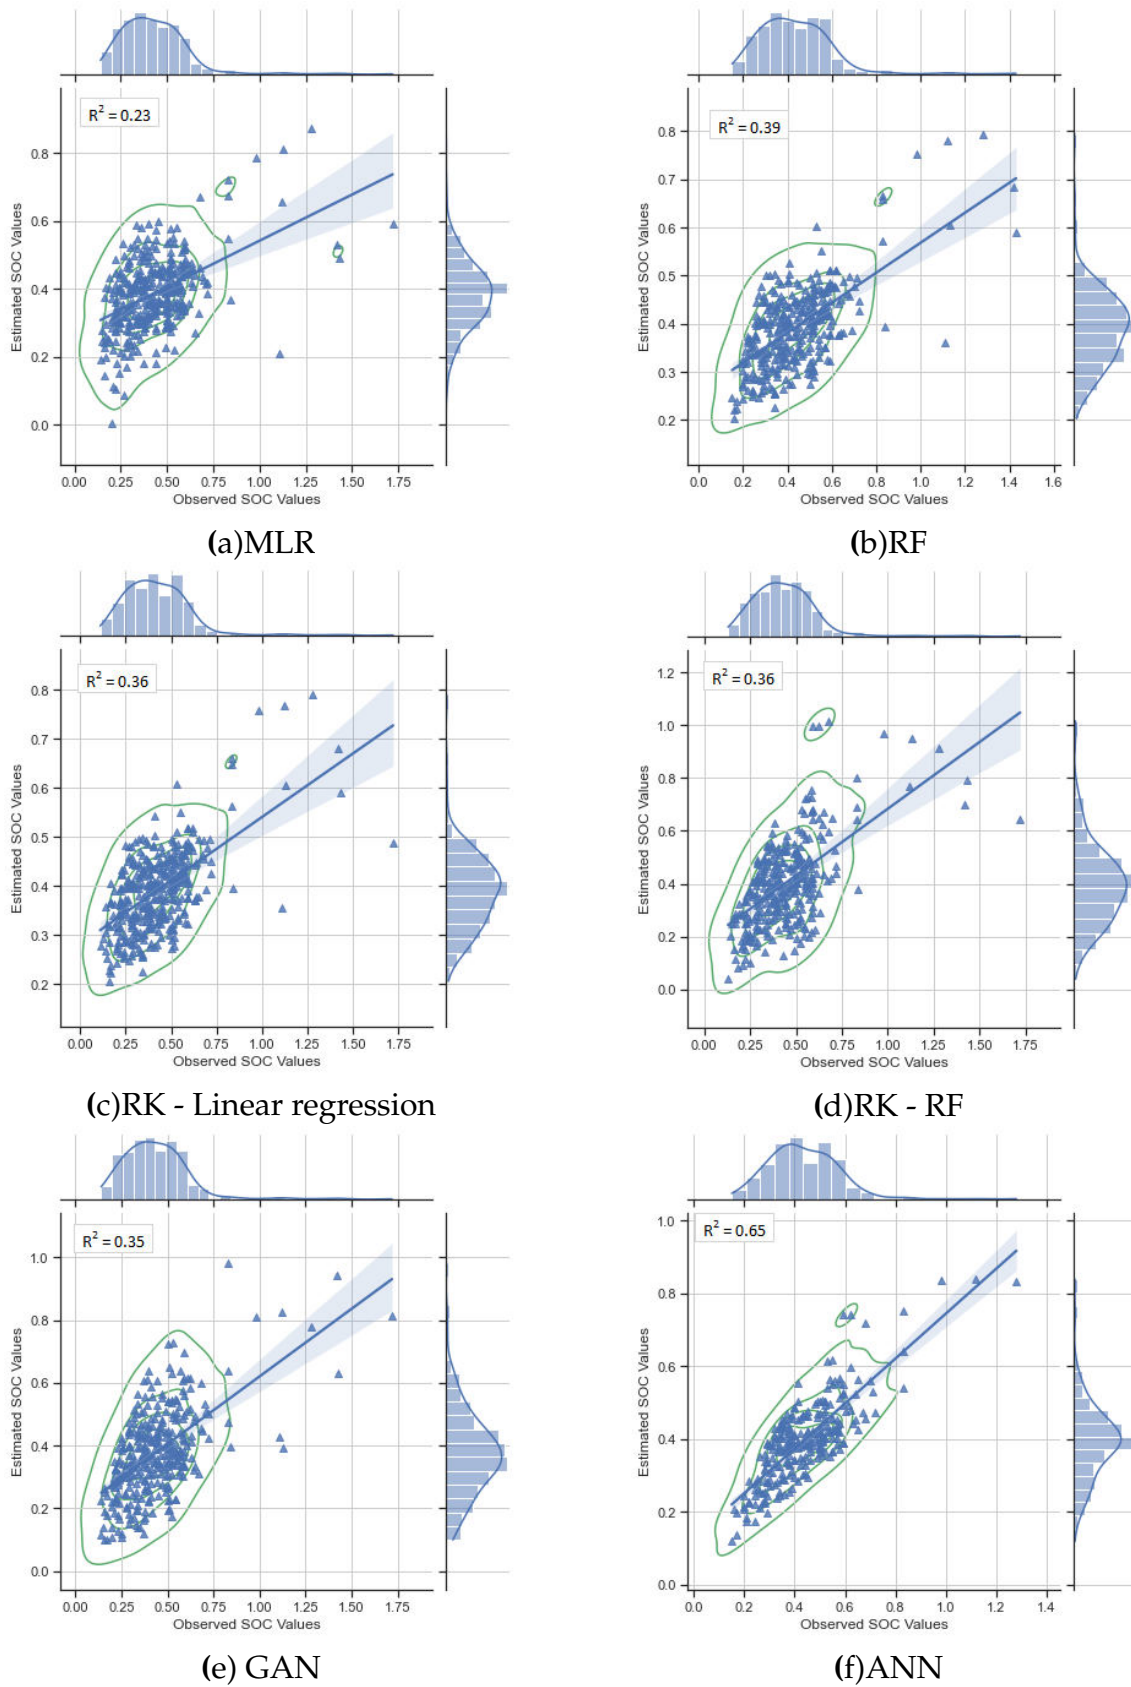 R² = 0.23
0.8
0.6
0.4
0.2
0.0
Estimated SOC Values
0.00 0.25 0.50 0.75 1.00 1.25 1.50 1.75
Observed SOC Values
(a)MLR
R² = 0.39
0.8
0.7
0.6
0.5
0.4
0.3
0.2
Estimated SOC Values
0.0 0.2 0.4 0.6 0.8 1.0 1.2 1.4 1.6
Observed SOC Values
(b)RF
R² = 0.36
0.8
0.7
0.6
0.5
0.4
0.3
0.2
Estimated SOC Values
0.00 0.25 0.50 0.75 1.00 1.25 1.50 1.75
Observed SOC Values
(c)RK - Linear regression
R² = 0.36
1.2
1.0
0.8
0.6
0.4
0.2
0.0
Estimated SOC Values
0.00 0.25 0.50 0.75 1.00 1.25 1.50 1.75
Observed SOC Values
(d)RK - RF
R² = 0.35
1.0
0.8
0.6
0.4
0.2
0.0
Estimated SOC Values
0.00 0.25 0.50 0.75 1.00 1.25 1.50 1.75
Observed SOC Values
(e) GAN
R² = 0.65
1.0
0.8
0.6
0.4
0.2
0.0
Estimated SOC Values
0.2 0.4 0.6 0.8 1.0 1.2 1.4
Observed SOC Values
(f)ANN